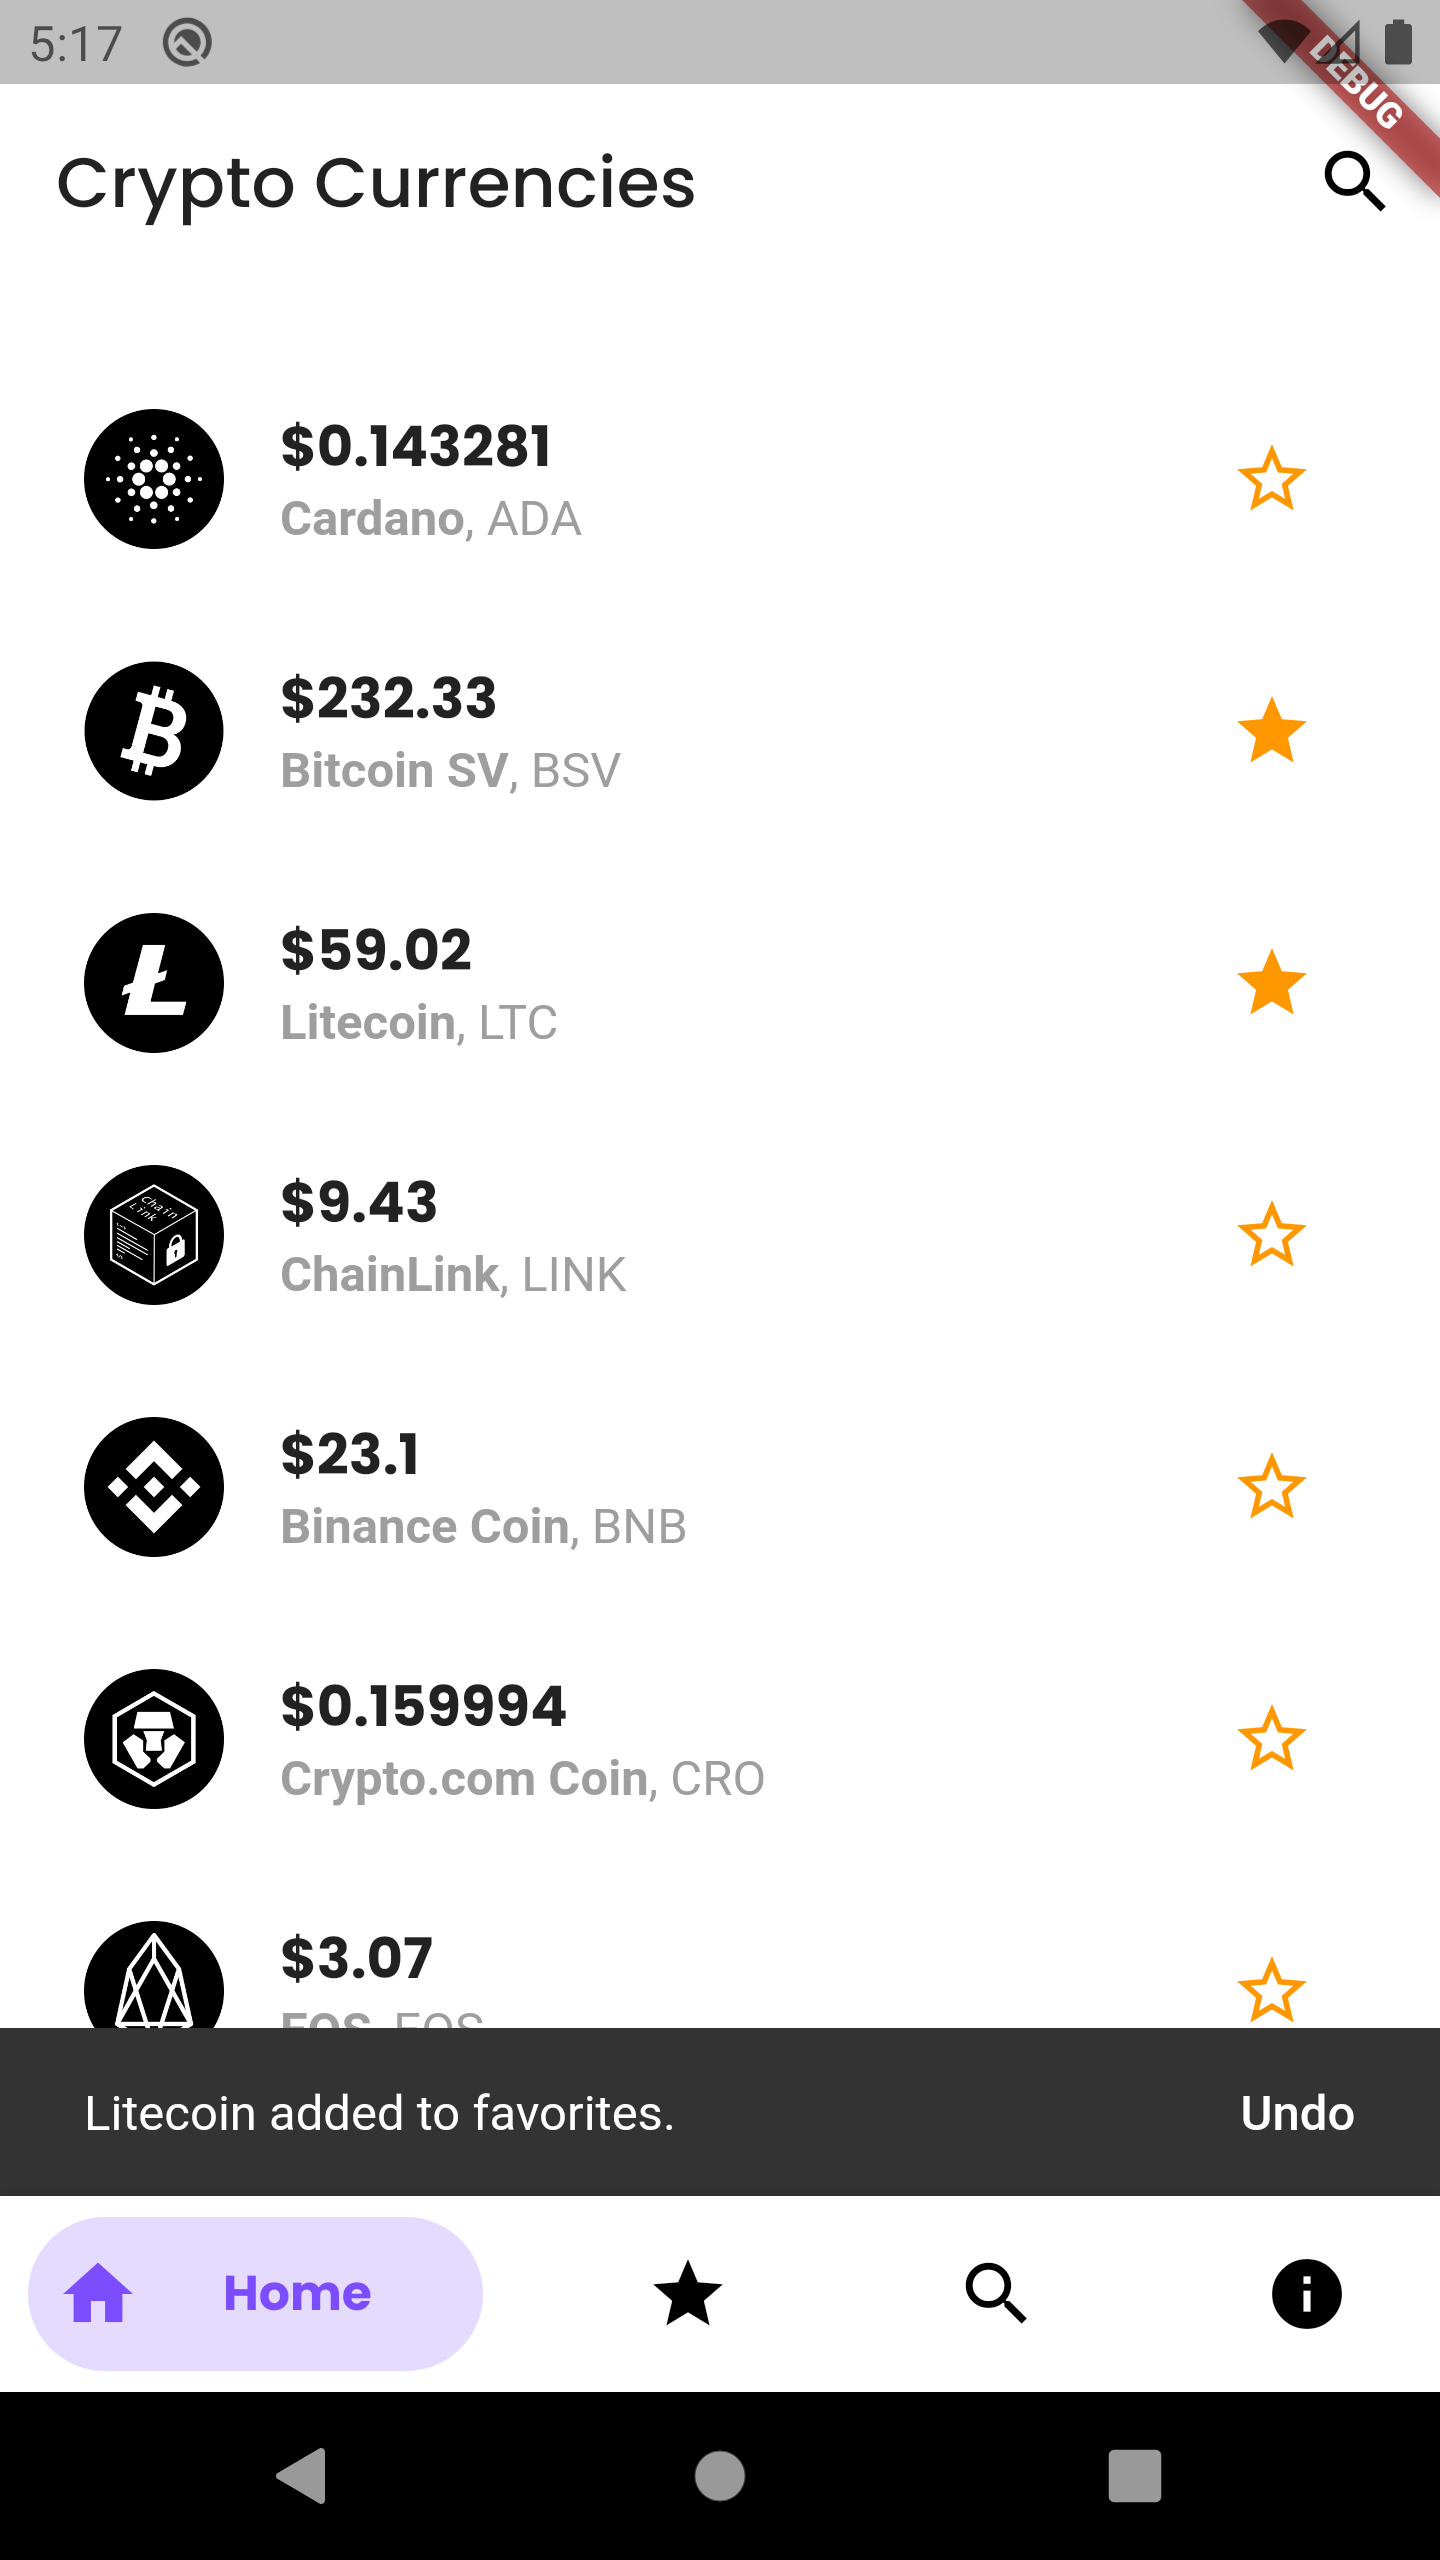 5:17
DEBUG
Crypto Currencies
$0.143281
Cardano, ADA
$232.33
Bitcoin SV, BSV
$59.02
Litecoin, LTC
Chain
Link
$9.43
ChainLink, LINK
$23.1
Binance Coin, BNB
$0.159994
Crypto.com Coin, CRO
$3.07
EOS, EOS
Litecoin added to favorites.
Undo
Home